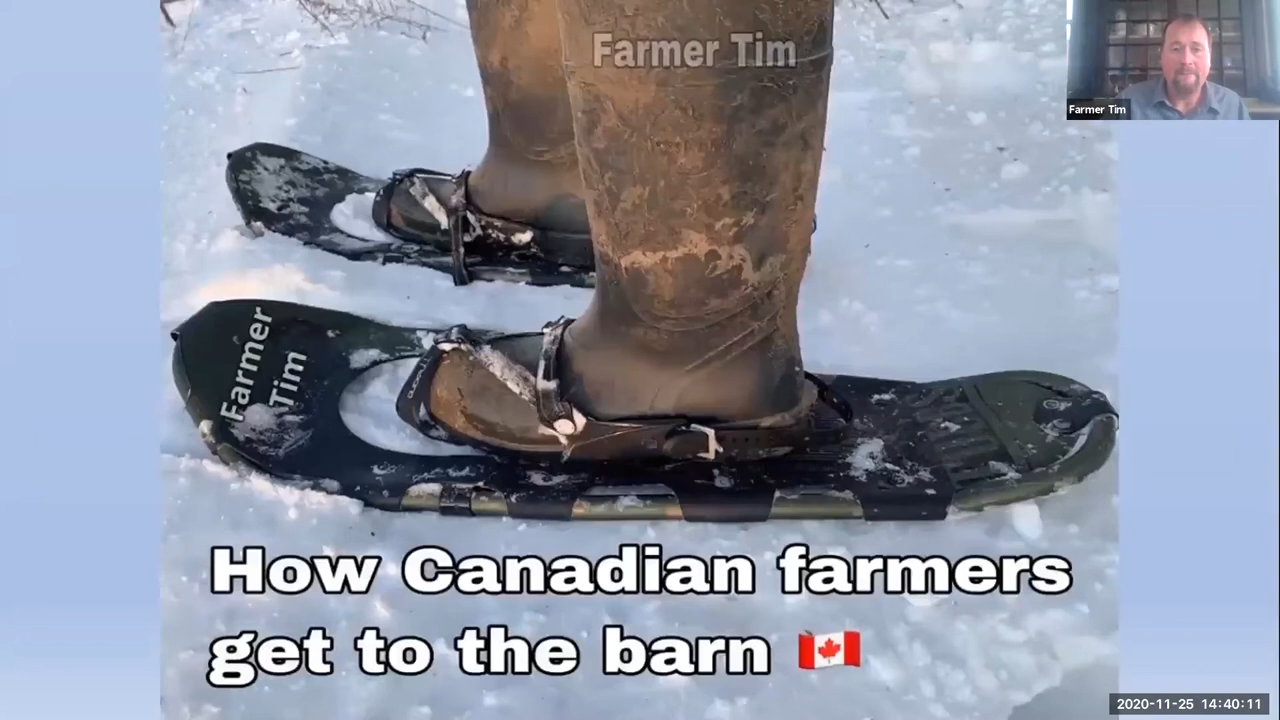 Farmer Tim
Farmer Tim
Farmer
Tim
How Canadian farmers
get to the barn 🇨🇦
2020-11-25 14:40:11